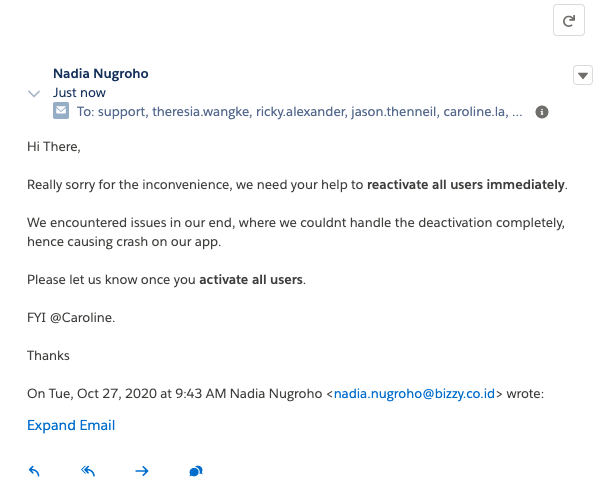 Nadia Nugroho
Just now
To: support, theresia.wangke, ricky.alexander, jason.thenneil, caroline.la, ...
Hi There,
Really sorry for the inconvenience, we need your help to reactivate all users immediately.
We encountered issues in our end, where we couldnt handle the deactivation completely,
hence causing crash on our app.
Please let us know once you activate all users.
FYI @Caroline.
Thanks
On Tue, Oct 27, 2020 at 9:43 AM Nadia Nugroho <nadia.nugroho@bizzy.co.id> wrote:
Expand Email